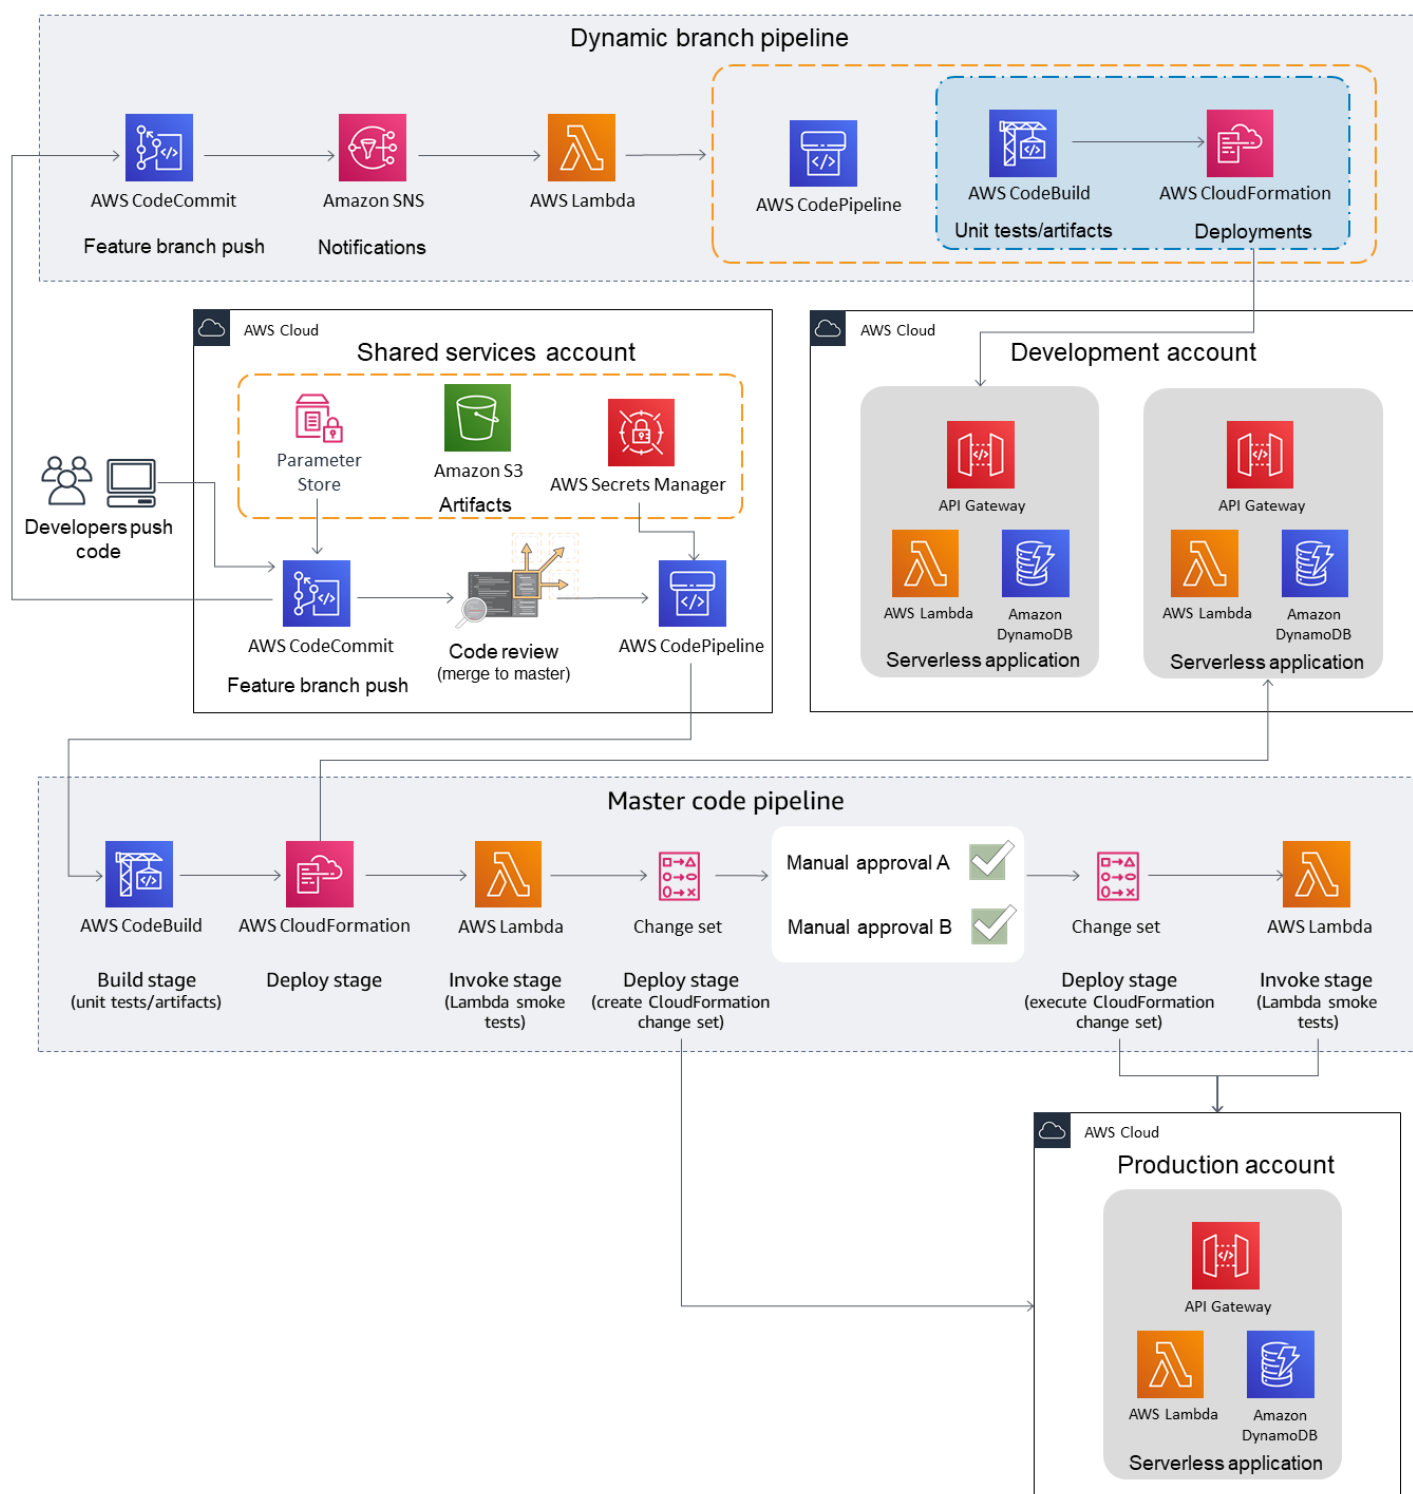 Dynamic branch pipeline
AWS CodeCommit
Feature branch push
Amazon SNS
Notifications
AWS Lambda
AWS CodePipeline
AWS CodeBuild
Unit tests/artifacts
AWS CloudFormation
Deployments
AWS Cloud
Shared services account
Parameter
Store
Amazon S3
Artifacts
AWS Secrets Manager
Developers push
code
AWS CodeCommit
Feature branch push
Code review
(merge to master)
AWS CodePipeline
AWS Cloud
Development account
API Gateway
AWS Lambda
Amazon
DynamoDB
Serverless application
API Gateway
AWS Lambda
Amazon
DynamoDB
Serverless application
Master code pipeline
AWS CodeBuild
Build stage
(unit tests/artifacts)
AWS CloudFormation
Deploy stage
AWS Lambda
Invoke stage
(Lambda smoke
tests)
Change set
Deploy stage
(create CloudFormation
change set)
Manual approval A
Manual approval B
Change set
Deploy stage
(execute CloudFormation
change set)
AWS Lambda
Invoke stage
(Lambda smoke
tests)
AWS Cloud
Production account
API Gateway
AWS Lambda
Amazon
DynamoDB
Serverless application